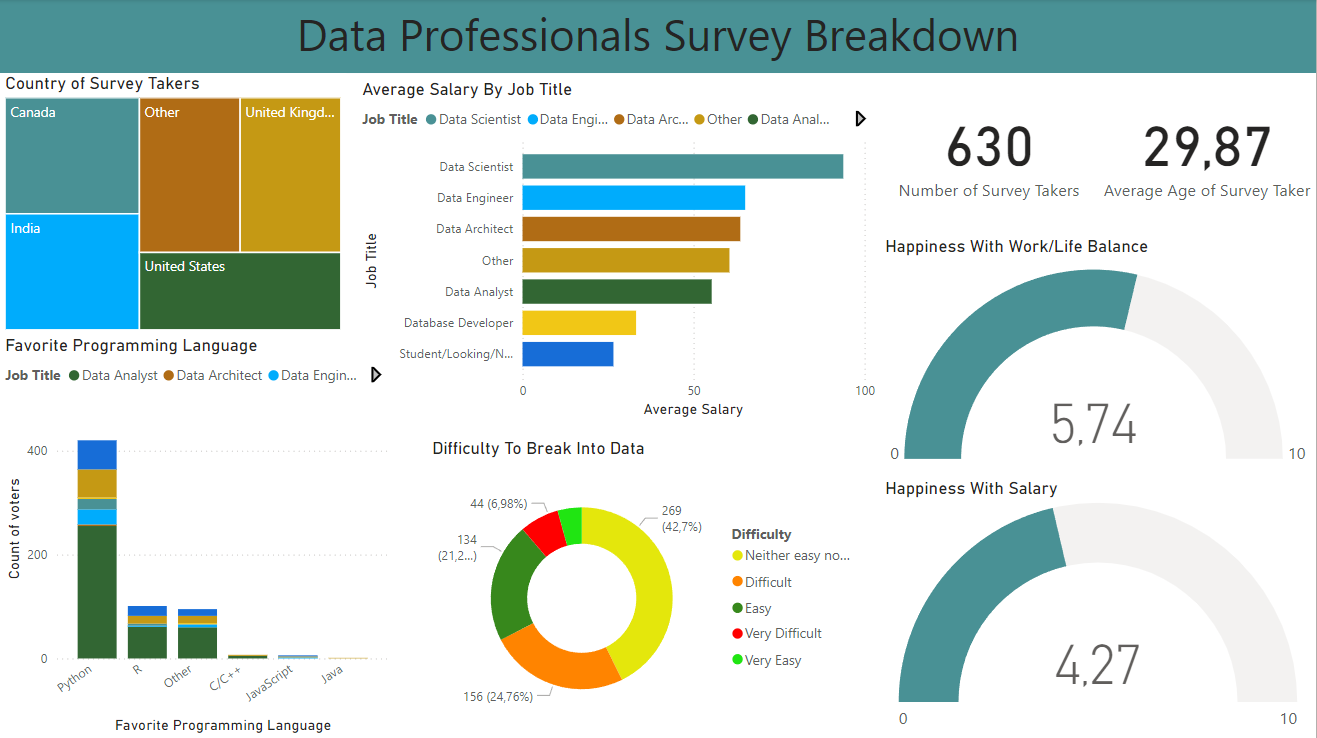 Data Professionals Survey Breakdown
Country of Survey Takers
Canada
Other
United Kingd...
India
United States
Average Salary By Job Title
Job Title Data Scientist Data Engi... Data Arc... Other Data Anal...
Job Title
Data Scientist
Data Engineer
Data Architect
Other
Data Analyst
Database Developer
Student/Looking/N...
0 50 100
Average Salary
630
Number of Survey Takers
29,87
Average Age of Survey Taker
Happiness With Work/Life Balance
5,74
0 10
Favorite Programming Language
Job Title Data Analyst Data Architect Data Engin...
Count of voters
400
200
0
Python R Other C/C++ JavaScript Java
Favorite Programming Language
Difficulty To Break Into Data
44 (6,98%)
269
(42,7%)
134
(21,2...)
156 (24,76%)
Difficulty
Neither easy no...
Difficult
Easy
Very Difficult
Very Easy
Happiness With Salary
4,27
0 10